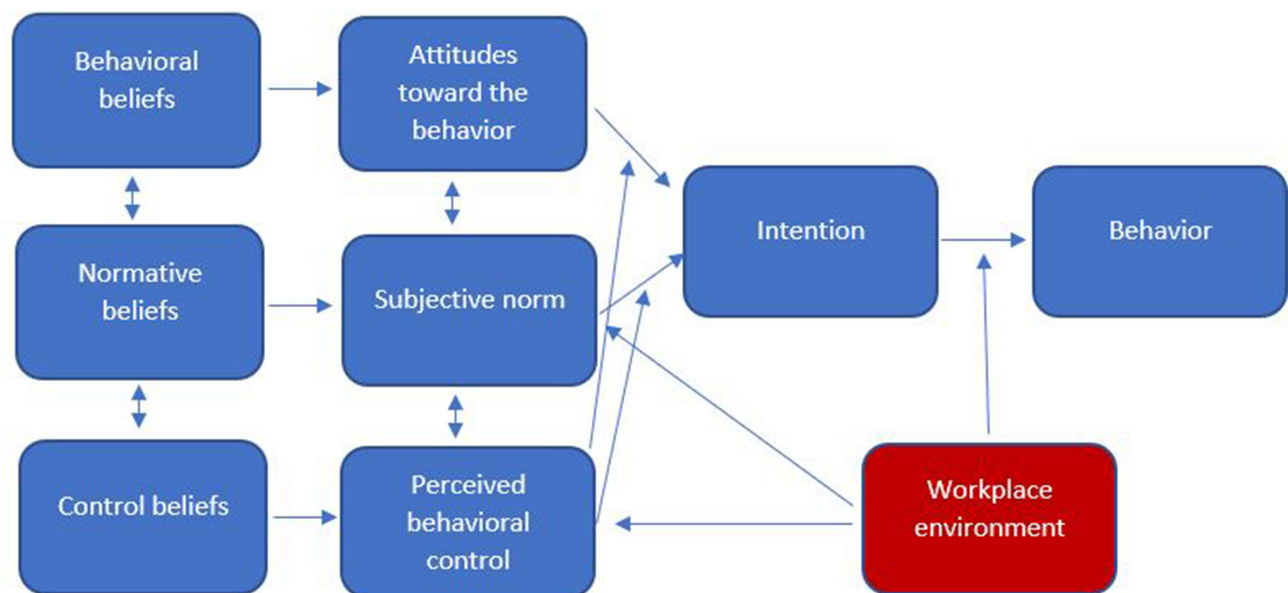 Behavioral
beliefs
Attitudes
toward the
behavior
Intention
Behavior
Normative
beliefs
Subjective norm
Control beliefs
Perceived
behavioral
control
Workplace
environment